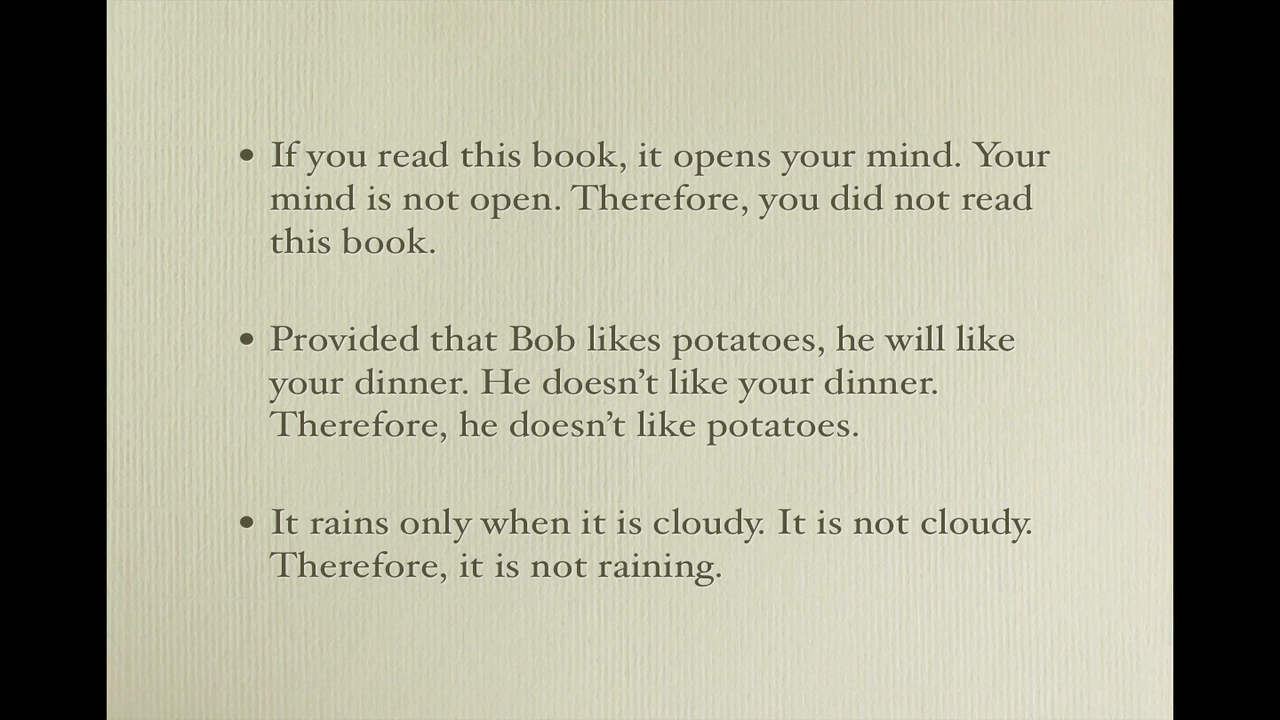 • If you read this book, it opens your mind. Your
mind is not open. Therefore, you did not read
this book.
• Provided that Bob likes potatoes, he will like
your dinner. He doesn’t like your dinner.
Therefore, he doesn’t like potatoes.
• It rains only when it is cloudy. It is not cloudy.
Therefore, it is not raining.